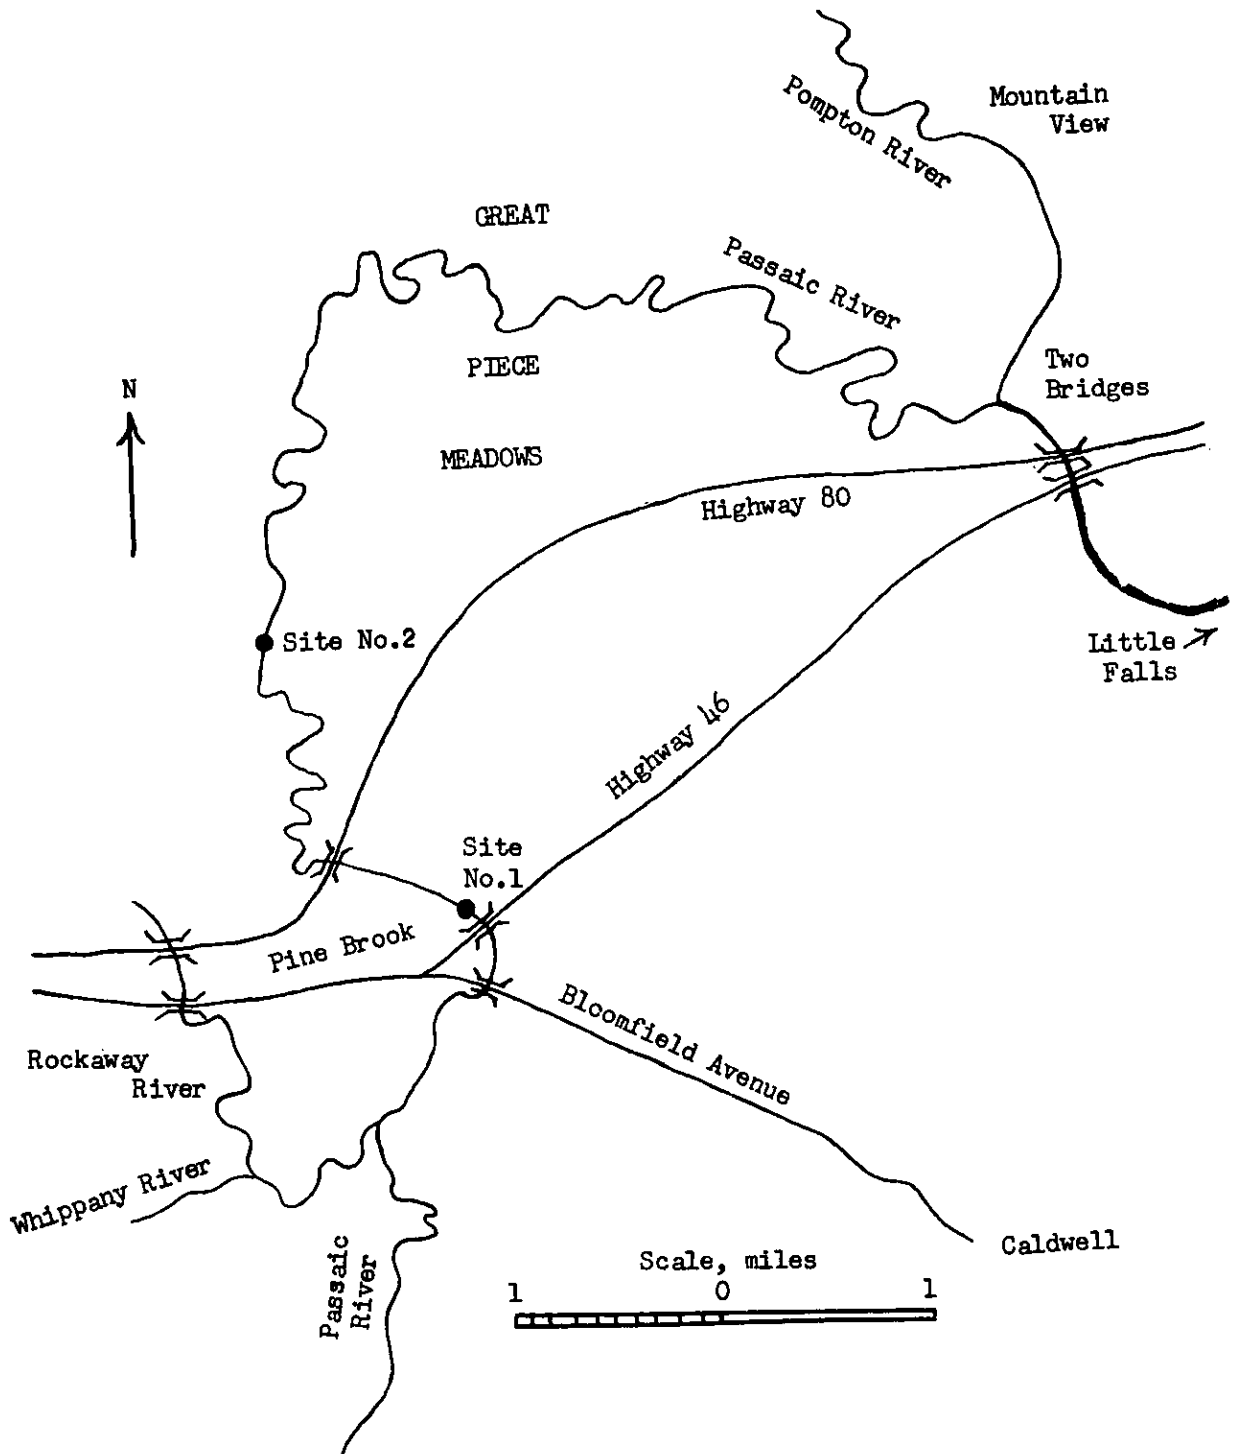 Mountain
View
Pompton River
GREAT
Passaic River
PIECE
Two
Bridges
N
MEADOWS
Highway 80
Site No.2
Little
Falls
Highway 46
Site
No.1
Pine Brook
Bloomfield Avenue
Rockaway
River
Whippany River
Passaic
River
Caldwell
Scale, miles
1 0 1